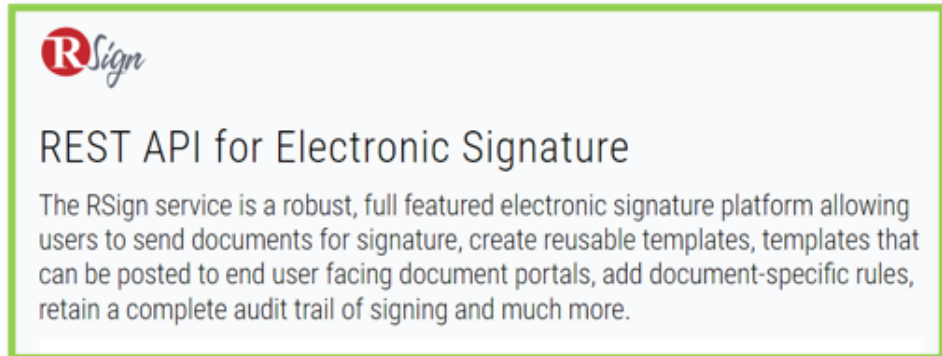 RSign
REST API for Electronic Signature
The RSign service is a robust, full featured electronic signature platform allowing
users to send documents for signature, create reusable templates, templates that
can be posted to end user facing document portals, add document-specific rules,
retain a complete audit trail of signing and much more.